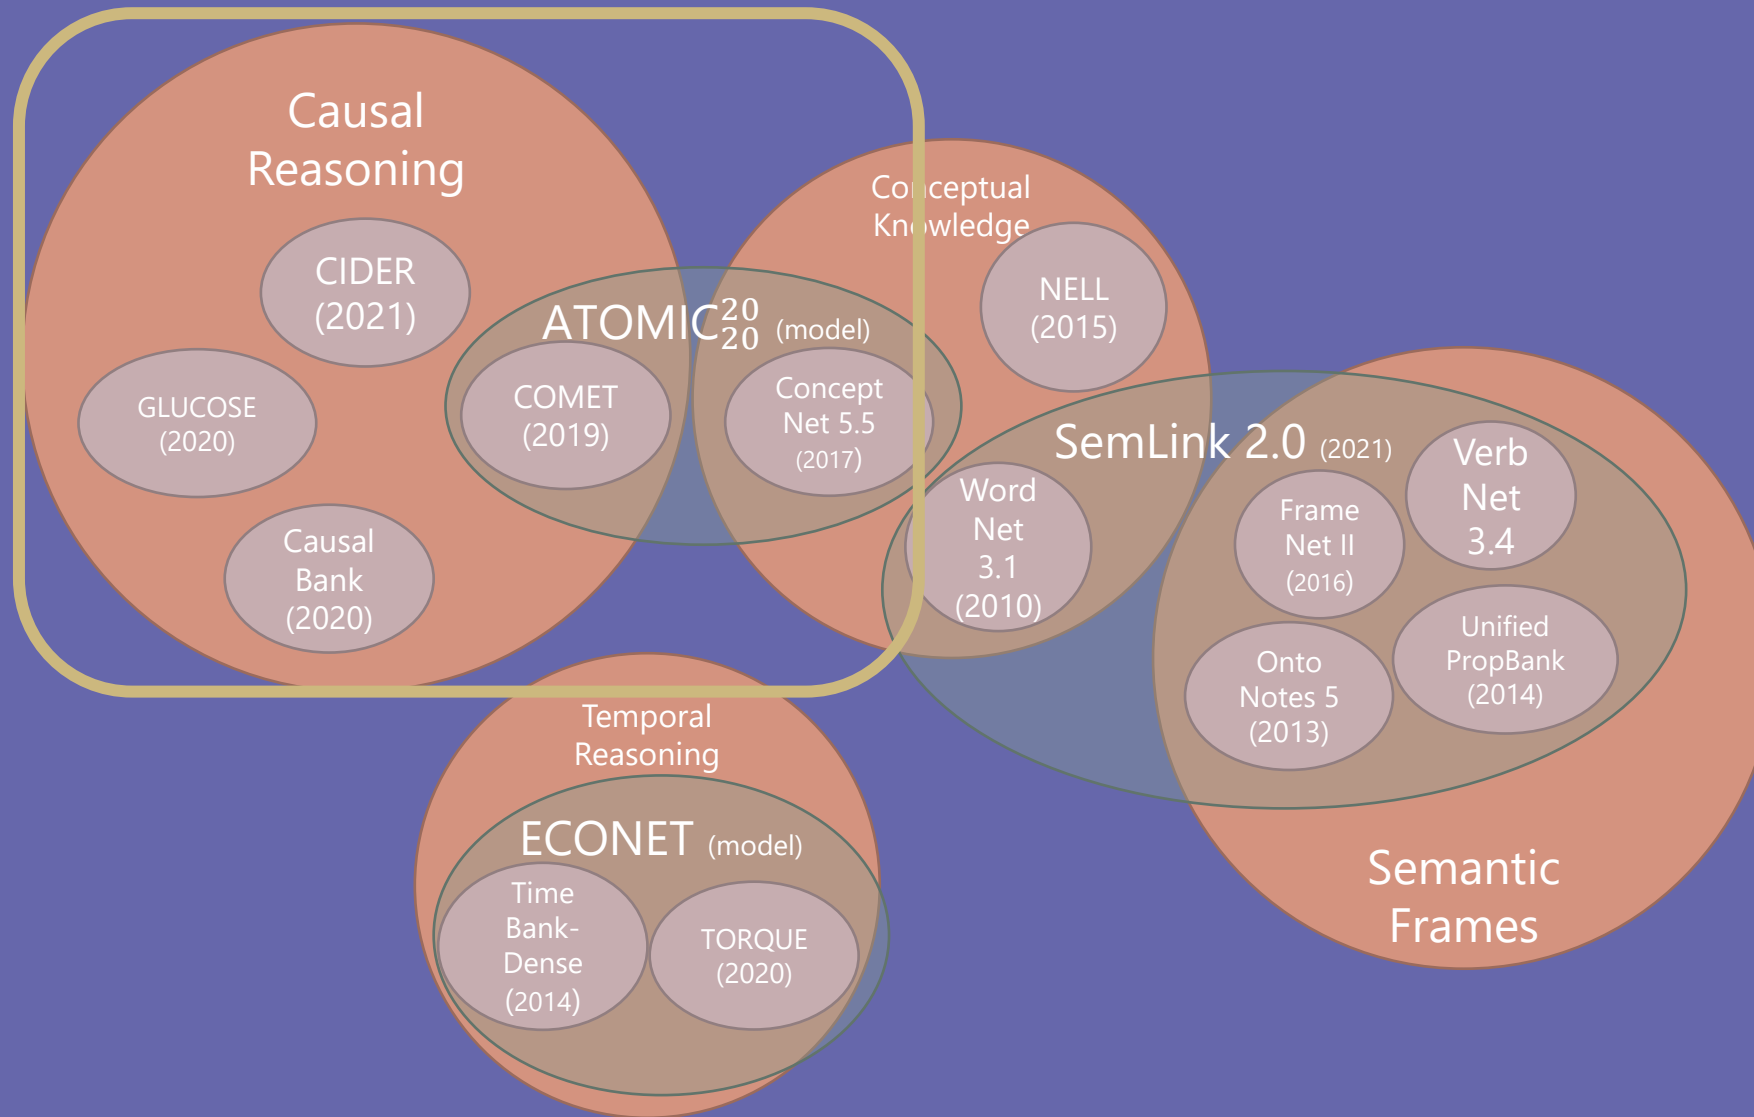 Causal
Reasoning
CIDER
(2021)
GLUCOSE
(2020)
Causal
Bank
(2020)
ATOMIC²⁰₂₀ (model)
COMET
(2019)
Concept
Net 5.5
(2017)
Conceptual
Knowledge
NELL
(2015)
SemLink 2.0 (2021)
Word
Net
3.1
(2010)
Frame
Net II
(2016)
Verb
Net
3.4
Onto
Notes 5
(2013)
Unified
PropBank
(2014)
Semantic
Frames
Temporal
Reasoning
ECONET (model)
Time
Bank-
Dense
(2014)
TORQUE
(2020)